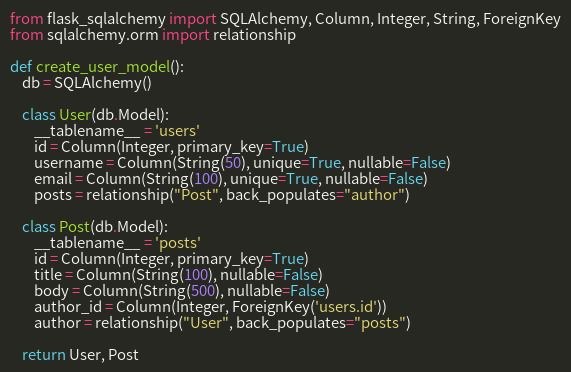 from flask_sqlalchemy import SQLAlchemy, Column, Integer, String, ForeignKey
from sqlalchemy.orm import relationship

def create_user_model():
    db = SQLAlchemy()

    class User(db.Model):
        __tablename__ = 'users'
        id = Column(Integer, primary_key=True)
        username = Column(String(50), unique=True, nullable=False)
        email = Column(String(100), unique=True, nullable=False)
        posts = relationship("Post", back_populates="author")

    class Post(db.Model):
        __tablename__ = 'posts'
        id = Column(Integer, primary_key=True)
        title = Column(String(100), nullable=False)
        body = Column(String(500), nullable=False)
        author_id = Column(Integer, ForeignKey('users.id'))
        author = relationship("User", back_populates="posts")

    return User, Post